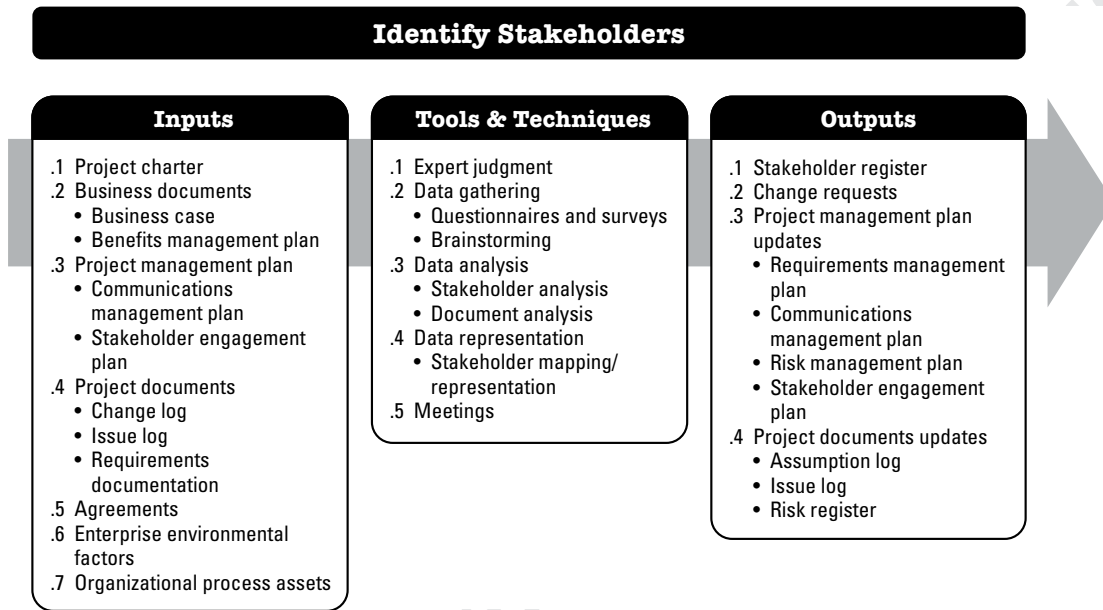 Identify Stakeholders
Inputs
.1 Project charter
.2 Business documents
• Business case
• Benefits management plan
.3 Project management plan
• Communications
management plan
• Stakeholder engagement
plan
.4 Project documents
• Change log
• Issue log
• Requirements
documentation
.5 Agreements
.6 Enterprise environmental
factors
.7 Organizational process assets
Tools & Techniques
.1 Expert judgment
.2 Data gathering
• Questionnaires and surveys
• Brainstorming
.3 Data analysis
• Stakeholder analysis
• Document analysis
.4 Data representation
• Stakeholder mapping/
representation
.5 Meetings
Outputs
.1 Stakeholder register
.2 Change requests
.3 Project management plan
updates
• Requirements management
plan
• Communications
management plan
• Risk management plan
• Stakeholder engagement
plan
.4 Project documents updates
• Assumption log
• Issue log
• Risk register